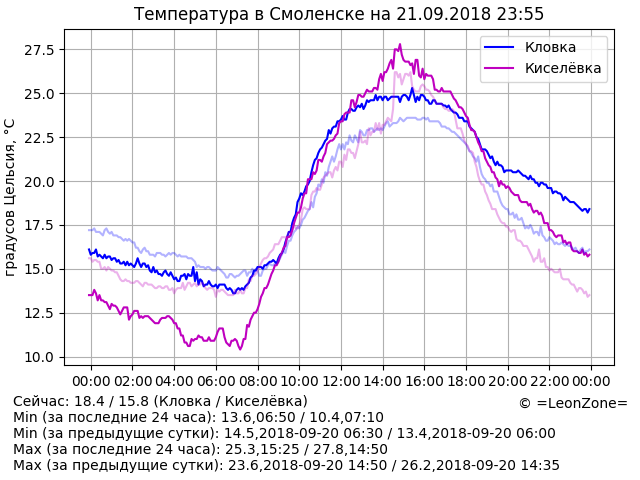 Температура в Смоленске на 21.09.2018 23:55
Кловка
Киселёвка
градусов Цельсия, °C
27.5
25.0
22.5
20.0
17.5
15.0
12.5
10.0
00:00 02:00 04:00 06:00 08:00 10:00 12:00 14:00 16:00 18:00 20:00 22:00 00:00
Сейчас: 18.4 / 15.8 (Кловка / Киселёвка)
© =LeonZone=
Min (за последние 24 часа): 13.6,06:50 / 10.4,07:10
Min (за предыдущие сутки): 14.5,2018-09-20 06:30 / 13.4,2018-09-20 06:00
Max (за последние 24 часа): 25.3,15:25 / 27.8,14:50
Max (за предыдущие сутки): 23.6,2018-09-20 14:50 / 26.2,2018-09-20 14:35